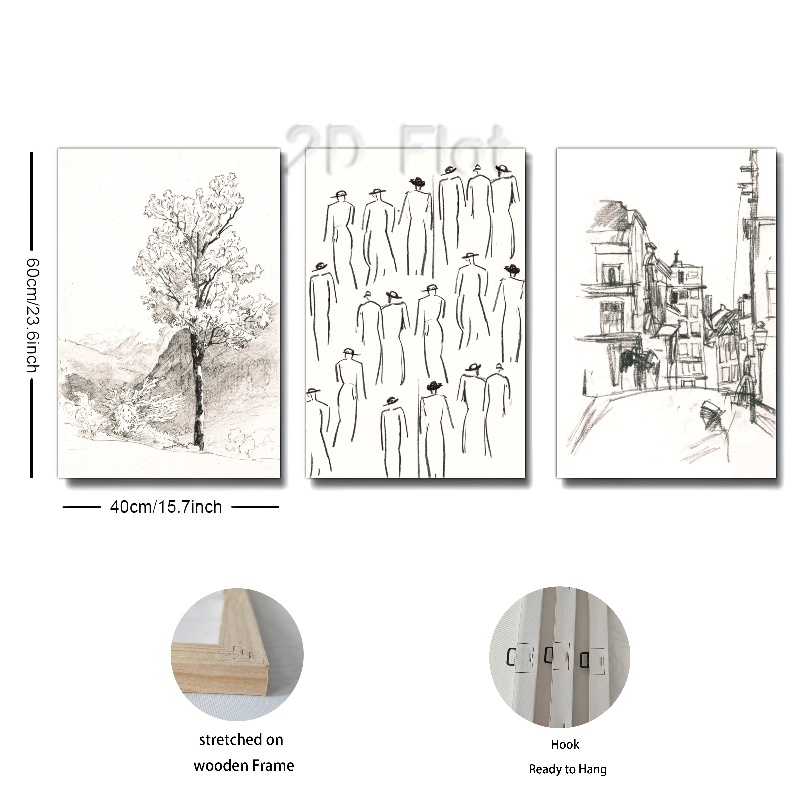 2D Flat
60cm/23.6inch
40cm/15.7inch
stretched on
wooden Frame
Hook
Ready to Hang